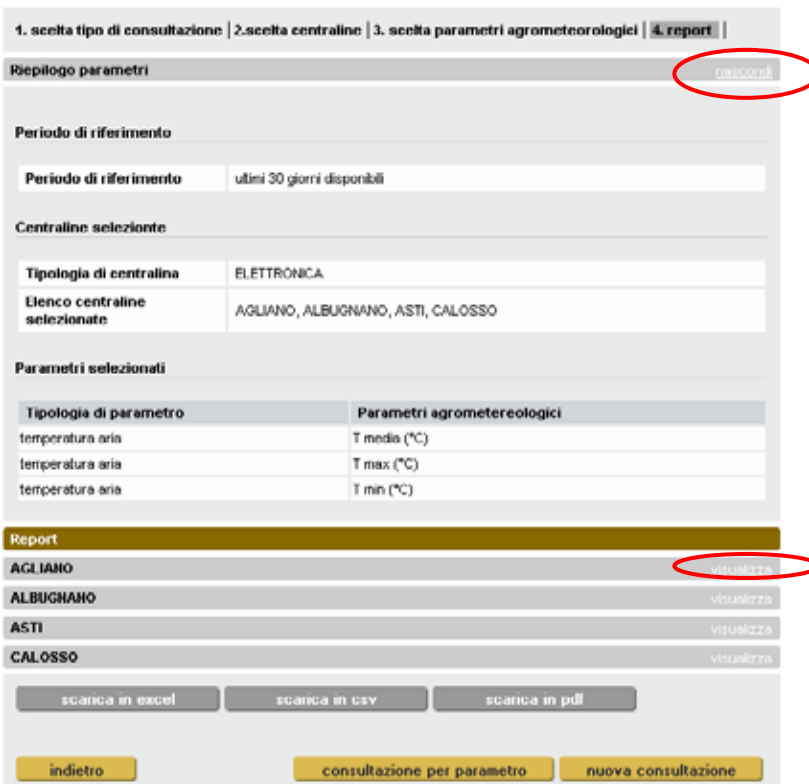 1. scelta tipo di consultazione | 2.scelta centraline | 3. scelta parametri agrometeorologici | 4. report |
Riepilogo parametri nascondi
Periodo di riferimento
Periodo di riferimento ultimi 30 giorni disponibili
Centraline selezionte
Tipologia di centralina ELETTRONICA
Elenco centraline
selezionate AGLIANO, ALBUGNANO, ASTI, CALOSSO
Parametri selezionati
Tipologia di parametro Parametri agrometereologici
temperatura aria T media (°C)
temperatura aria T max (°C)
temperatura aria T min (°C)
Report
AGLIANO visualizza
ALBUGNANO visualizza
ASTI visualizza
CALOSSO visualizza
scarica in excel scarica in csv scarica in pdf
indietro consultazione per parametro nuova consultazione